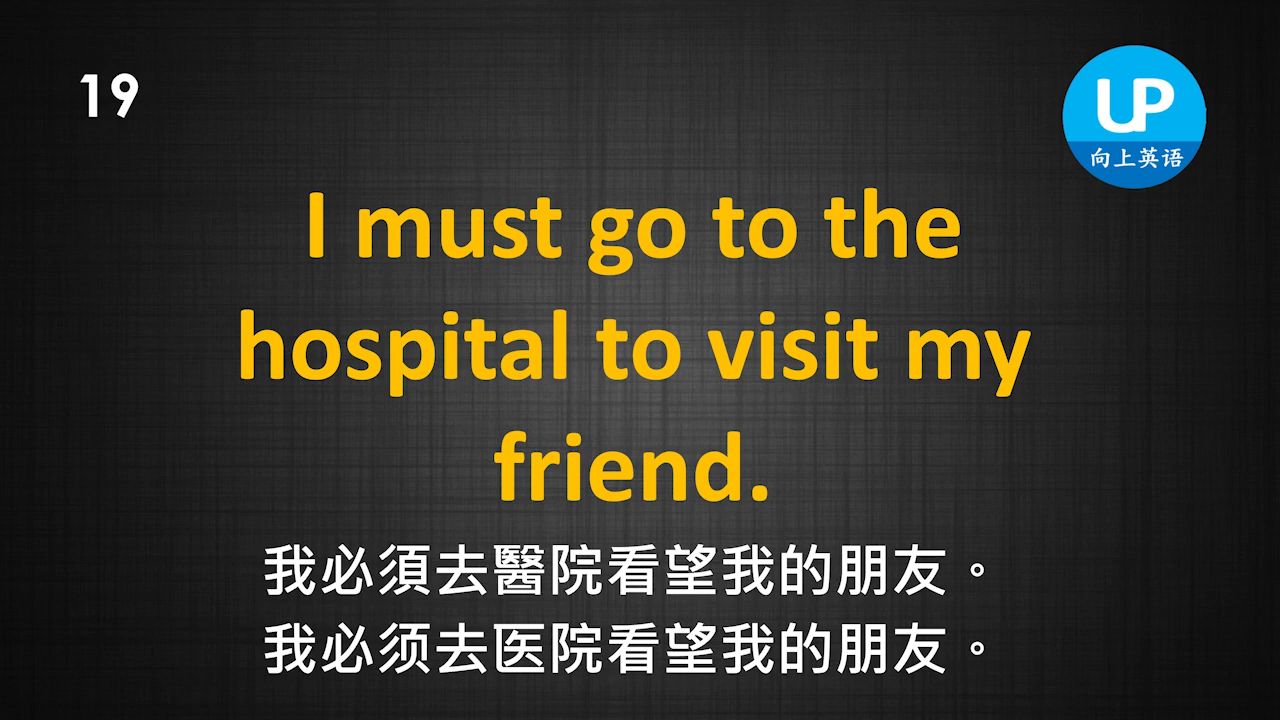 19
UP
向上英语
I must go to the
hospital to visit my
friend.
我必須去醫院看望我的朋友。
我必须去医院看望我的朋友。